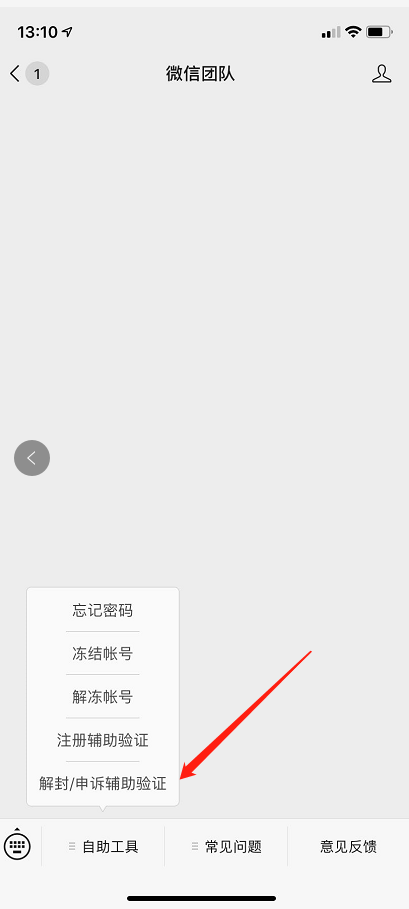 13:10
1
微信团队
忘记密码
冻结帐号
解冻帐号
注册辅助验证
解封/申诉辅助验证
自助工具
常见问题
意见反馈